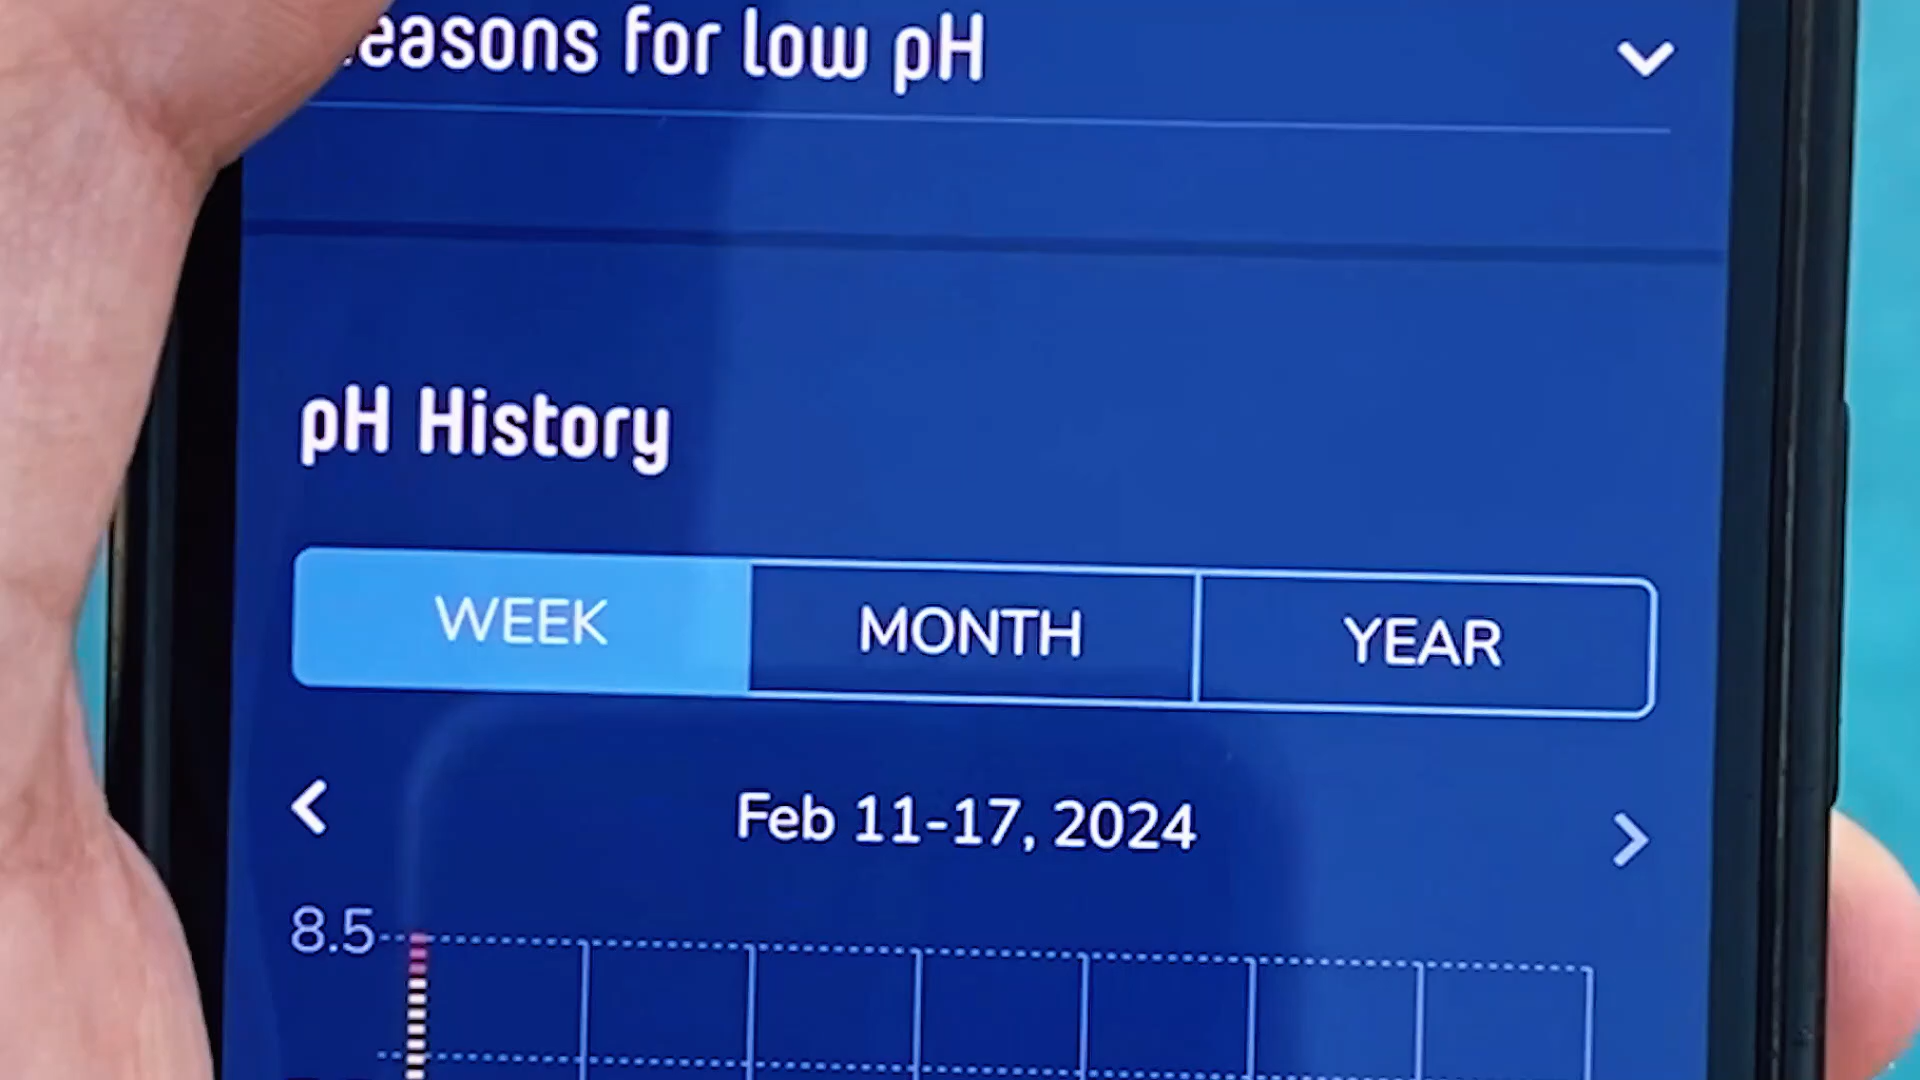 easons for low pH
pH History
WEEK MONTH YEAR
Feb 11-17, 2024
8.5